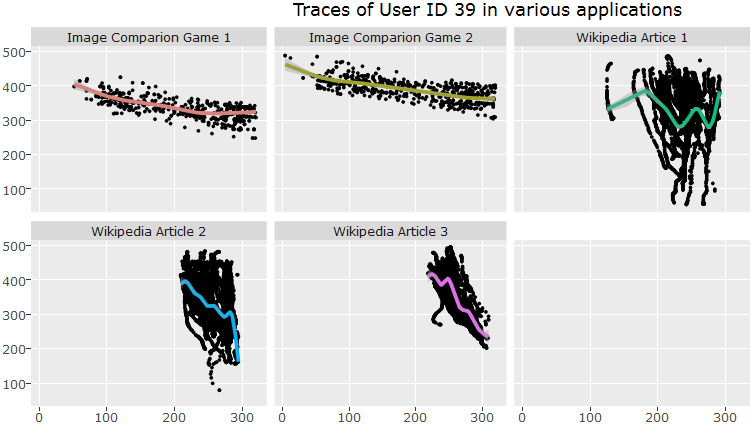 Traces of User ID 39 in various applications
Image Comparion Game 1
Image Comparion Game 2
Wikipedia Artice 1
500
400
300
200
100
Wikipedia Article 2
Wikipedia Article 3
500
400
300
200
100
0 100 200 300
0 100 200 300
0 100 200 300